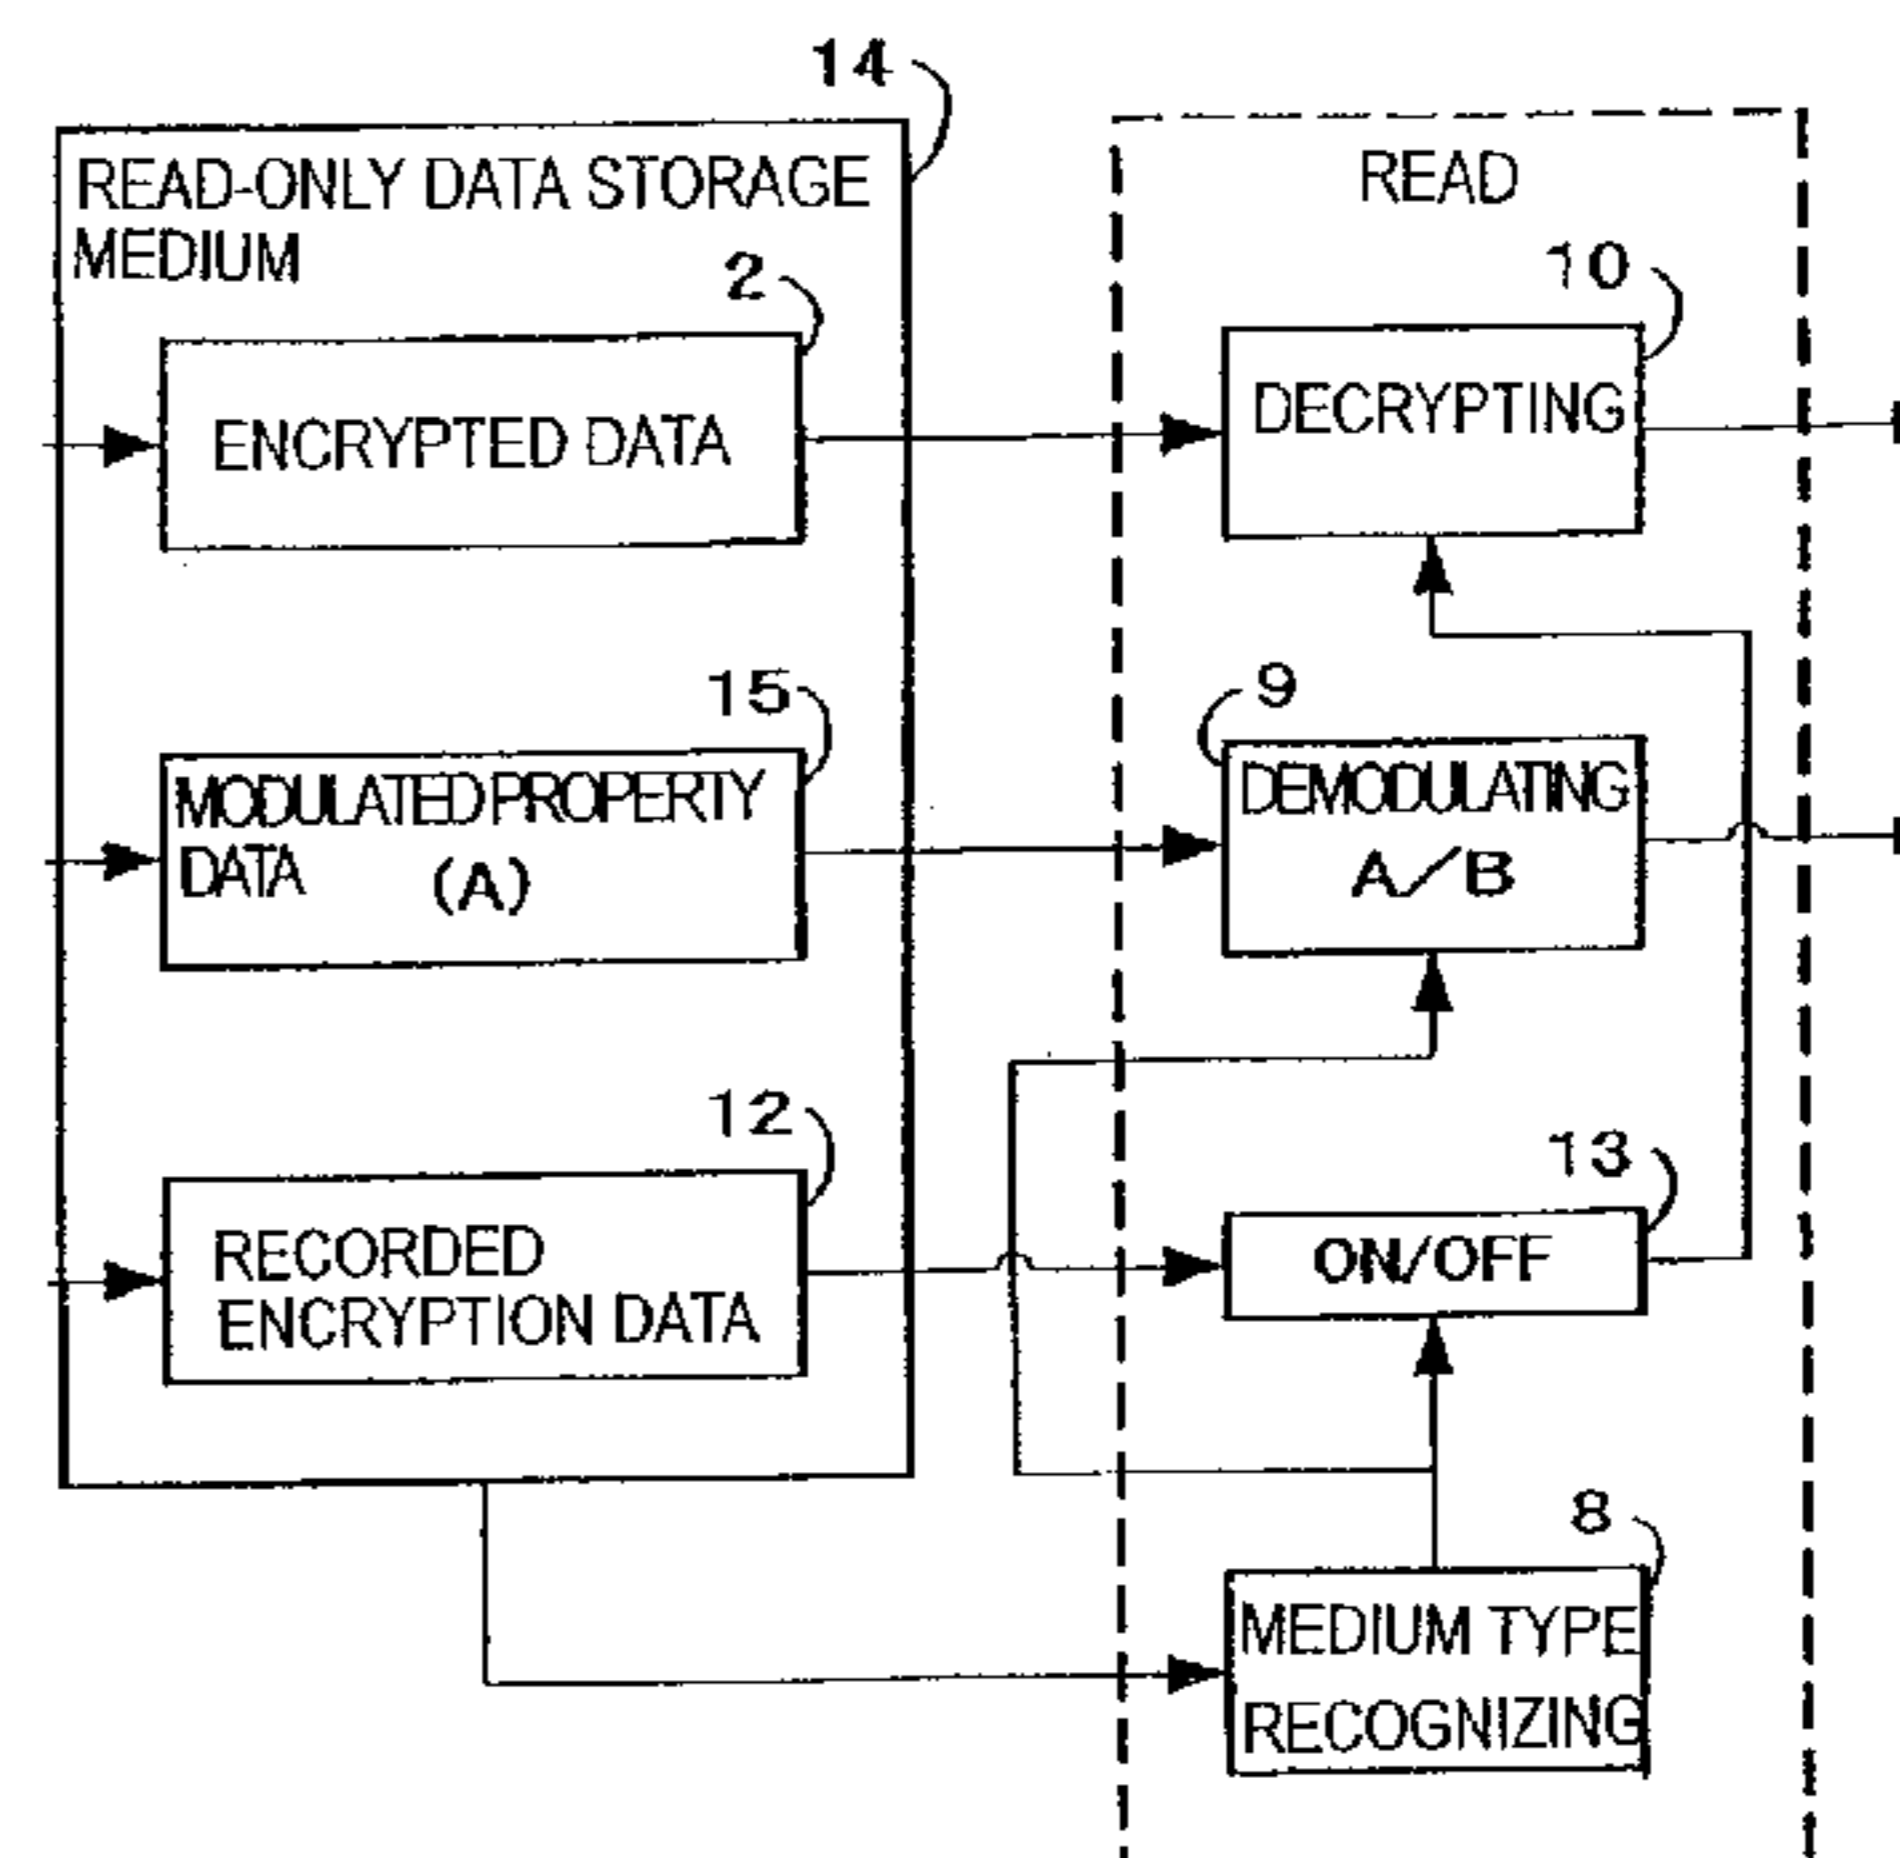 14
READ-ONLY DATA STORAGE
MEDIUM
2
ENCRYPTED DATA
15
MODULATED PROPERTY
DATA (A)
12
RECORDED
ENCRYPTION DATA
READ
10
DECRYPTING
9
DEMODULATING
A/B
13
ON/OFF
8
MEDIUM TYPE
RECOGNIZING